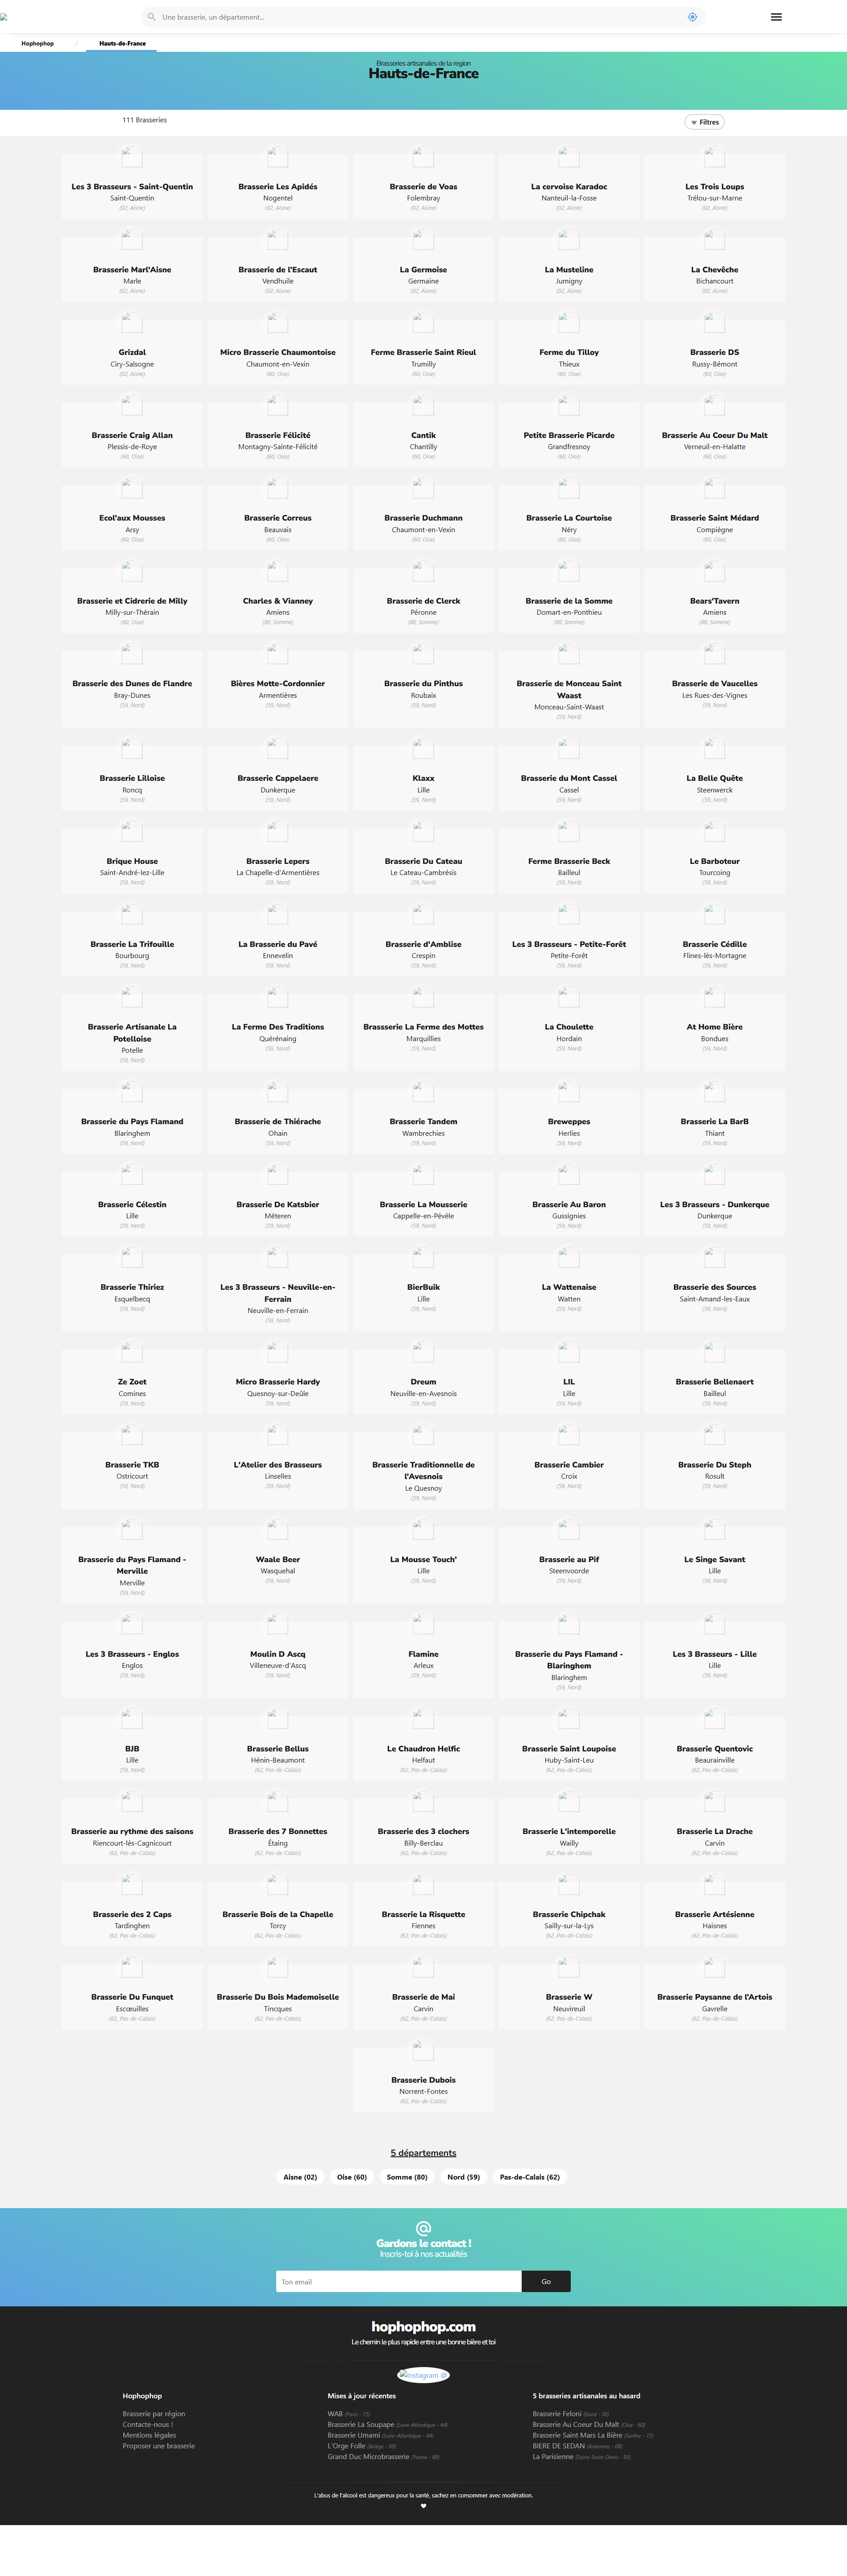 Une brasserie, un département...
Hophophop / Hauts-de-France
Brasseries artisanales de la region
Hauts-de-France
111 Brasseries
Filtres
Les 3 Brasseurs - Saint-Quentin
Saint-Quentin
(02, Aisne)
Brasserie Les Apidés
Nogentel
(02, Aisne)
Brasserie de Voas
Folembray
(02, Aisne)
La cervoise Karadoc
Nanteuil-la-Fosse
(02, Aisne)
Les Trois Loups
Trélou-sur-Marne
(02, Aisne)
Brasserie Marl'Aisne
Marle
(02, Aisne)
Brasserie de l'Escaut
Vendhuile
(02, Aisne)
La Germoise
Germaine
(02, Aisne)
La Musteline
Jumigny
(02, Aisne)
La Chevêche
Bichancourt
(02, Aisne)
Grizdal
Ciry-Salsogne
(02, Aisne)
Micro Brasserie Chaumontoise
Chaumont-en-Vexin
(60, Oise)
Ferme Brasserie Saint Rieul
Trumilly
(60, Oise)
Ferme du Tilloy
Thieux
(60, Oise)
Brasserie DS
Russy-Bémont
(60, Oise)
Brasserie Craig Allan
Plessis-de-Roye
(60, Oise)
Brasserie Félicité
Montagny-Sainte-Félicité
(60, Oise)
Cantik
Chantilly
(60, Oise)
Petite Brasserie Picarde
Grandfresnoy
(60, Oise)
Brasserie Au Coeur Du Malt
Verneuil-en-Halatte
(60, Oise)
Ecol'aux Mousses
Arsy
(60, Oise)
Brasserie Correus
Beauvais
(60, Oise)
Brasserie Duchmann
Chaumont-en-Vexin
(60, Oise)
Brasserie La Courtoise
Néry
(60, Oise)
Brasserie Saint Médard
Compiègne
(60, Oise)
Brasserie et Cidrerie de Milly
Milly-sur-Thérain
(60, Oise)
Charles & Vianney
Amiens
(80, Somme)
Brasserie de Clerck
Péronne
(80, Somme)
Brasserie de la Somme
Domart-en-Ponthieu
(80, Somme)
Bears'Tavern
Amiens
(80, Somme)
Brasserie des Dunes de Flandre
Bray-Dunes
(59, Nord)
Bières Motte-Cordonnier
Armentières
(59, Nord)
Brasserie du Pinthus
Roubaix
(59, Nord)
Brasserie de Monceau Saint
Waast
Monceau-Saint-Waast
(59, Nord)
Brasserie de Vaucelles
Les Rues-des-Vignes
(59, Nord)
Brasserie Lilloise
Roncq
(59, Nord)
Brasserie Cappelaere
Dunkerque
(59, Nord)
Klaxx
Lille
(59, Nord)
Brasserie du Mont Cassel
Cassel
(59, Nord)
La Belle Quête
Steenwerck
(59, Nord)
Brique House
Saint-André-lez-Lille
(59, Nord)
Brasserie Lepers
La Chapelle-d'Armentières
(59, Nord)
Brasserie Du Cateau
Le Cateau-Cambrésis
(59, Nord)
Ferme Brasserie Beck
Bailleul
(59, Nord)
Le Barboteur
Tourcoing
(59, Nord)
Brasserie La Trifouille
Bourbourg
(59, Nord)
La Brasserie du Pavé
Ennevelin
(59, Nord)
Brasserie d'Amblise
Crespin
(59, Nord)
Les 3 Brasseurs - Petite-Forêt
Petite-Forêt
(59, Nord)
Brasserie Cédille
Flines-lès-Mortagne
(59, Nord)
Brasserie Artisanale La
Potelloise
Potelle
(59, Nord)
La Ferme Des Traditions
Quérénaing
(59, Nord)
Brassserie La Ferme des Mottes
Marquillies
(59, Nord)
La Choulette
Hordain
(59, Nord)
At Home Bière
Bondues
(59, Nord)
Brasserie du Pays Flamand
Blaringhem
(59, Nord)
Brasserie de Thiérache
Ohain
(59, Nord)
Brasserie Tandem
Wambrechies
(59, Nord)
Breweppes
Herlies
(59, Nord)
Brasserie La BarB
Thiant
(59, Nord)
Brasserie Célestin
Lille
(59, Nord)
Brasserie De Katsbier
Méteren
(59, Nord)
Brasserie La Mousserie
Cappelle-en-Pévèle
(59, Nord)
Brasserie Au Baron
Gussignies
(59, Nord)
Les 3 Brasseurs - Dunkerque
Dunkerque
(59, Nord)
Brasserie Thiriez
Esquelbecq
(59, Nord)
Les 3 Brasseurs - Neuville-en-
Ferrain
Neuville-en-Ferrain
(59, Nord)
BierBuik
Lille
(59, Nord)
La Wattenaise
Watten
(59, Nord)
Brasserie des Sources
Saint-Amand-les-Eaux
(59, Nord)
Ze Zoet
Comines
(59, Nord)
Micro Brasserie Hardy
Quesnoy-sur-Deûle
(59, Nord)
Dreum
Neuville-en-Avesnois
(59, Nord)
LIL
Lille
(59, Nord)
Brasserie Bellenaert
Bailleul
(59, Nord)
Brasserie TKB
Ostricourt
(59, Nord)
L'Atelier des Brasseurs
Linselles
(59, Nord)
Brasserie Traditionnelle de
l'Avesnois
Le Quesnoy
(59, Nord)
Brasserie Cambier
Croix
(59, Nord)
Brasserie Du Steph
Rosult
(59, Nord)
Brasserie du Pays Flamand -
Merville
Merville
(59, Nord)
Waale Beer
Wasquehal
(59, Nord)
La Mousse Touch'
Lille
(59, Nord)
Brasserie au Pif
Steenvoorde
(59, Nord)
Le Singe Savant
Lille
(59, Nord)
Les 3 Brasseurs - Englos
Englos
(59, Nord)
Moulin D Ascq
Villeneuve-d'Ascq
(59, Nord)
Flamine
Arleux
(59, Nord)
Brasserie du Pays Flamand -
Blaringhem
Blaringhem
(59, Nord)
Les 3 Brasseurs - Lille
Lille
(59, Nord)
BJB
Lille
(59, Nord)
Brasserie Bellus
Hénin-Beaumont
(62, Pas-de-Calais)
Le Chaudron Helfic
Helfaut
(62, Pas-de-Calais)
Brasserie Saint Loupoise
Huby-Saint-Leu
(62, Pas-de-Calais)
Brasserie Quentovic
Beaurainville
(62, Pas-de-Calais)
Brasserie au rythme des saisons
Riencourt-lès-Cagnicourt
(62, Pas-de-Calais)
Brasserie des 7 Bonnettes
Étaing
(62, Pas-de-Calais)
Brasserie des 3 clochers
Billy-Berclau
(62, Pas-de-Calais)
Brasserie L'intemporelle
Wailly
(62, Pas-de-Calais)
Brasserie La Drache
Carvin
(62, Pas-de-Calais)
Brasserie des 2 Caps
Tardinghen
(62, Pas-de-Calais)
Brasserie Bois de la Chapelle
Torcy
(62, Pas-de-Calais)
Brasserie la Risquette
Fiennes
(62, Pas-de-Calais)
Brasserie Chipchak
Sailly-sur-la-Lys
(62, Pas-de-Calais)
Brasserie Artésienne
Haisnes
(62, Pas-de-Calais)
Brasserie Du Funquet
Escœuilles
(62, Pas-de-Calais)
Brasserie Du Bois Mademoiselle
Tincques
(62, Pas-de-Calais)
Brasserie de Mai
Carvin
(62, Pas-de-Calais)
Brasserie W
Neuvireuil
(62, Pas-de-Calais)
Brasserie Paysanne de l'Artois
Gavrelle
(62, Pas-de-Calais)
Brasserie Dubois
Norrent-Fontes
(62, Pas-de-Calais)
5 départements
Aisne (02) Oise (60) Somme (80) Nord (59) Pas-de-Calais (62)
Gardons le contact !
Inscris-toi à nos actualités
Ton email
Go
hophophop.com
Le chemin le plus rapide entre une bonne bière et toi
Instagram @
Hophophop
Brasserie par région
Contacte-nous !
Mentions légales
Proposer une brasserie
Mises à jour récentes
WAB (Paris - 75)
Brasserie La Soupape (Loire-Atlantique - 44)
Brasserie Umami (Loire-Atlantique - 44)
L'Orge Folle (Ariège - 09)
Grand Duc Microbrasserie (Yonne - 89)
5 brasseries artisanales au hasard
Brasserie Feloni (Gard - 30)
Brasserie Au Coeur Du Malt (Oise - 60)
Brasserie Saint Mars La Bière (Sarthe - 72)
BIERE DE SEDAN (Ardennes - 08)
La Parisienne (Seine-Saint-Denis - 93)
L'abus de l'alcool est dangereux pour la santé, sachez en consommer avec modération.